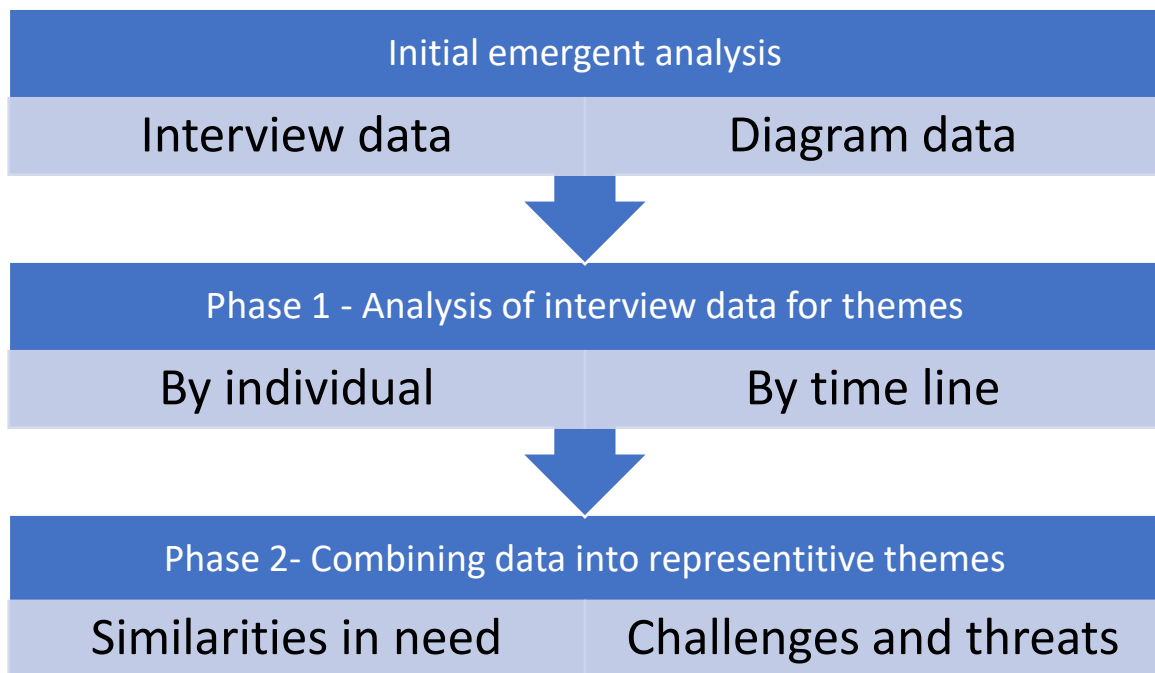 Initial emergent analysis
Interview data
Diagram data
Phase 1 - Analysis of interview data for themes
By individual
By time line
Phase 2- Combining data into representitive themes
Similarities in need
Challenges and threats